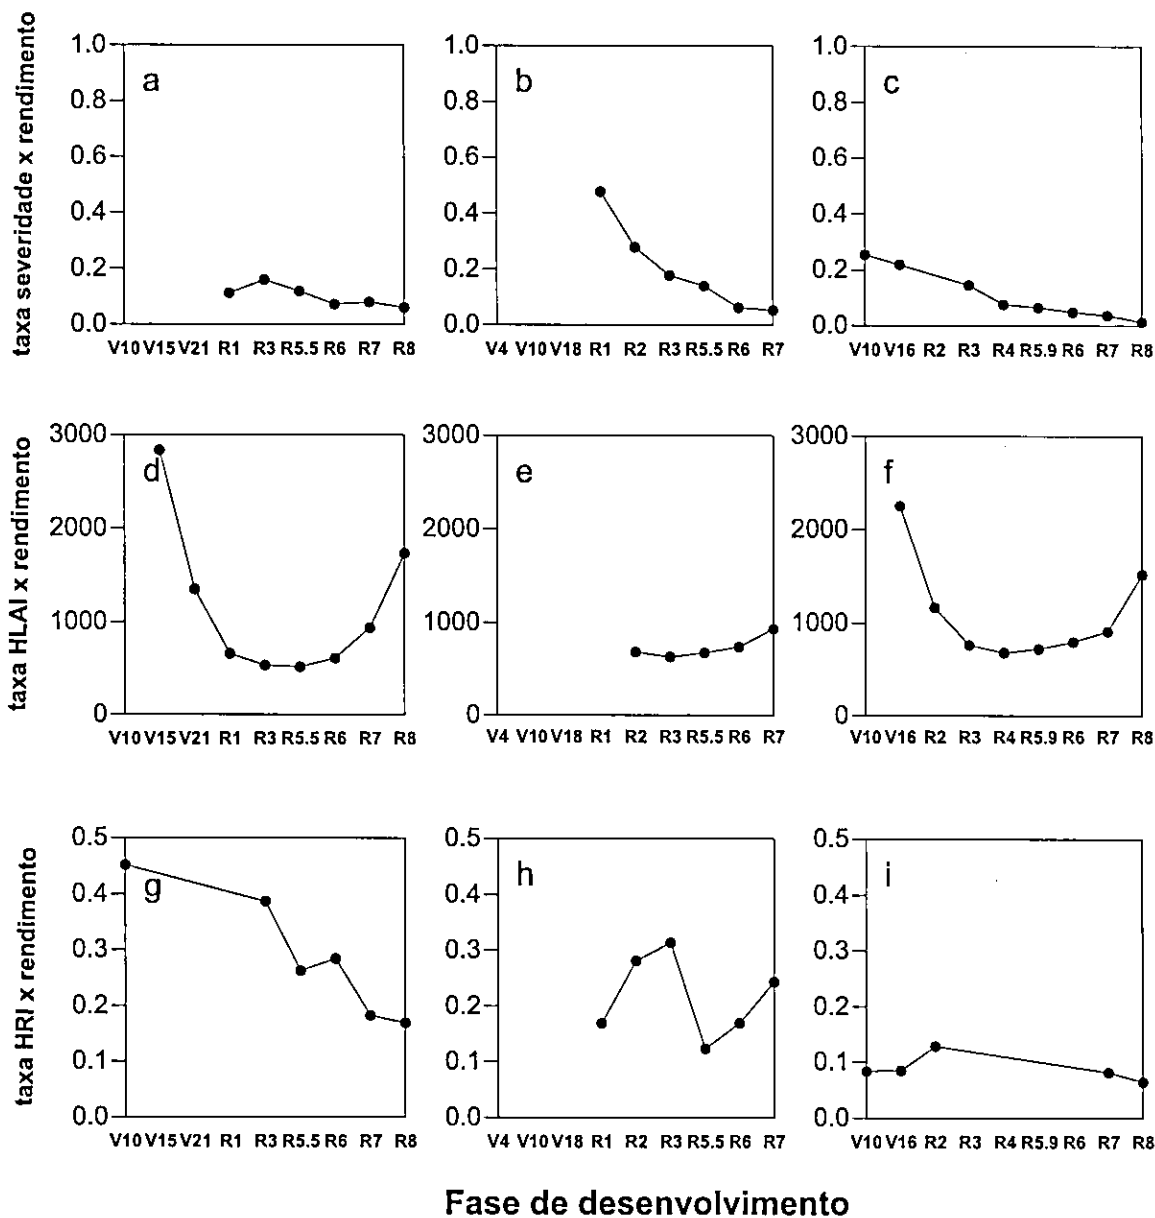 taxa severidade x rendimento
1.0 0.8 0.6 0.4 0.2 0.0
a
V10 V15 V21 R1 R3 R5.5 R6 R7 R8
1.0 0.8 0.6 0.4 0.2 0.0
b
V4 V10 V18 R1 R2 R3 R5.5 R6 R7
1.0 0.8 0.6 0.4 0.2 0.0
c
V10 V16 R2 R3 R4 R5.9 R6 R7 R8
taxa HLAI x rendimento
3000 2000 1000 0
d
V10 V15 V21 R1 R3 R5.5 R6 R7 R8
3000 2000 1000 0
e
V4 V10 V18 R1 R2 R3 R5.5 R6 R7
3000 2000 1000 0
f
V10 V16 R2 R3 R4 R5.9 R6 R7 R8
taxa HRI x rendimento
0.5 0.4 0.3 0.2 0.1 0.0
g
V10 V15 V21 R1 R3 R5.5 R6 R7 R8
0.5 0.4 0.3 0.2 0.1 0.0
h
V4 V10 V18 R1 R2 R3 R5.5 R6 R7
0.5 0.4 0.3 0.2 0.1 0.0
i
V10 V16 R2 R3 R4 R5.9 R6 R7 R8
Fase de desenvolvimento